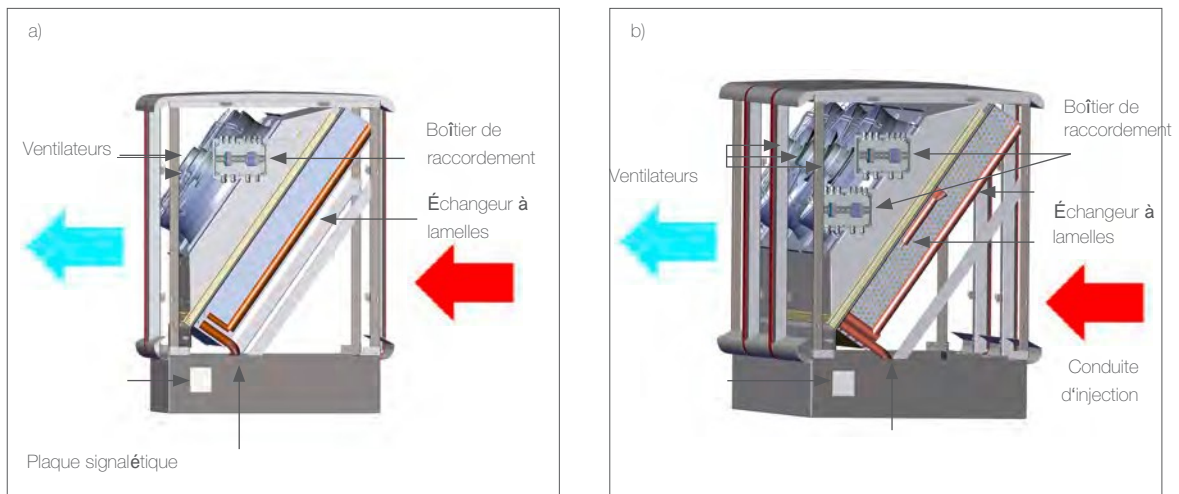 a)
Ventilateurs
Boîtier de
raccordement
Échangeur à
lamelles
Plaque signalétique
b)
Boîtier de
raccordement
Ventilateurs
Échangeur à
lamelles
Conduite
d'injection